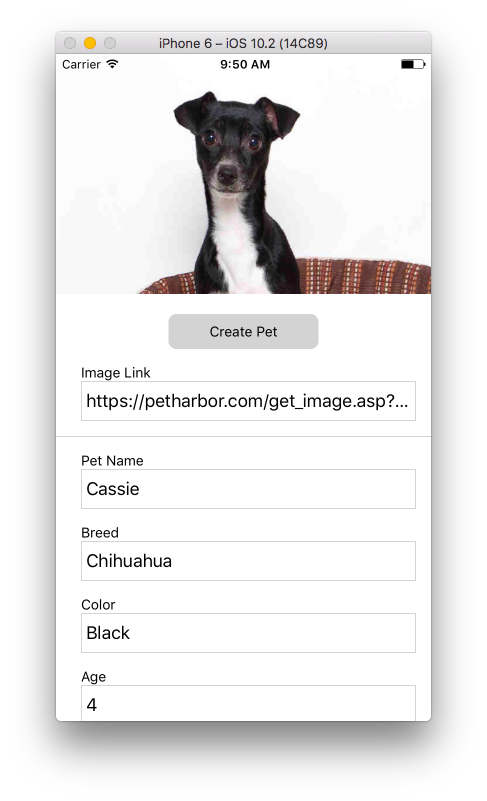 iPhone 6 – iOS 10.2 (14C89)
Carrier 9:50 AM
Create Pet
Image Link
https://petharbor.com/get_image.asp?...
Pet Name
Cassie
Breed
Chihuahua
Color
Black
Age
4